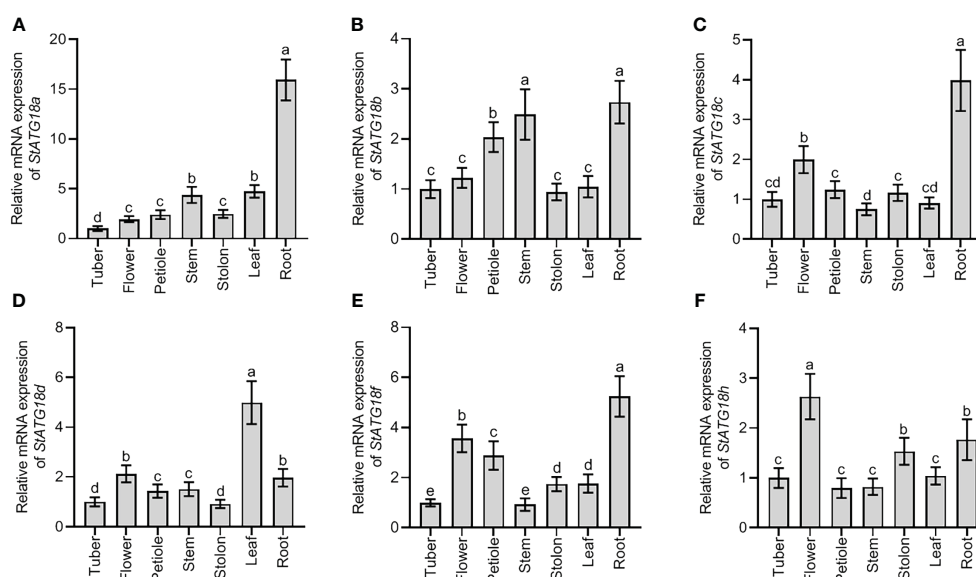 A
Relative mRNA expression
of StATG18a
20
15
10
5
0
d
c
c
b
c
b
a
Tuber
Flower
Petiole
Stem
Stolon
Leaf
Root
B
Relative mRNA expression
of StATG18b
4
3
2
1
0
c
c
b
a
c
c
a
Tuber
Flower
Petiole
Stem
Stolon
Leaf
Root
C
Relative mRNA expression
of StATG18c
5
4
3
2
1
0
cd
b
c
d
c
cd
a
Tuber
Flower
Petiole
Stem
Stolon
Leaf
Root
D
Relative mRNA expression
of StATG18d
8
6
4
2
0
d
b
c
c
d
a
b
Tuber
Flower
Petiole
Stem
Stolon
Leaf
Root
E
Relative mRNA expression
of StATG18f
8
6
4
2
0
e
b
c
e
d
d
a
Tuber
Flower
Petiole
Stem
Stolon
Leaf
Root
F
Relative mRNA expression
of StATG18h
4
3
2
1
0
c
a
c
c
b
c
b
Tuber
Flower
Petiole
Stem
Stolon
Leaf
Root